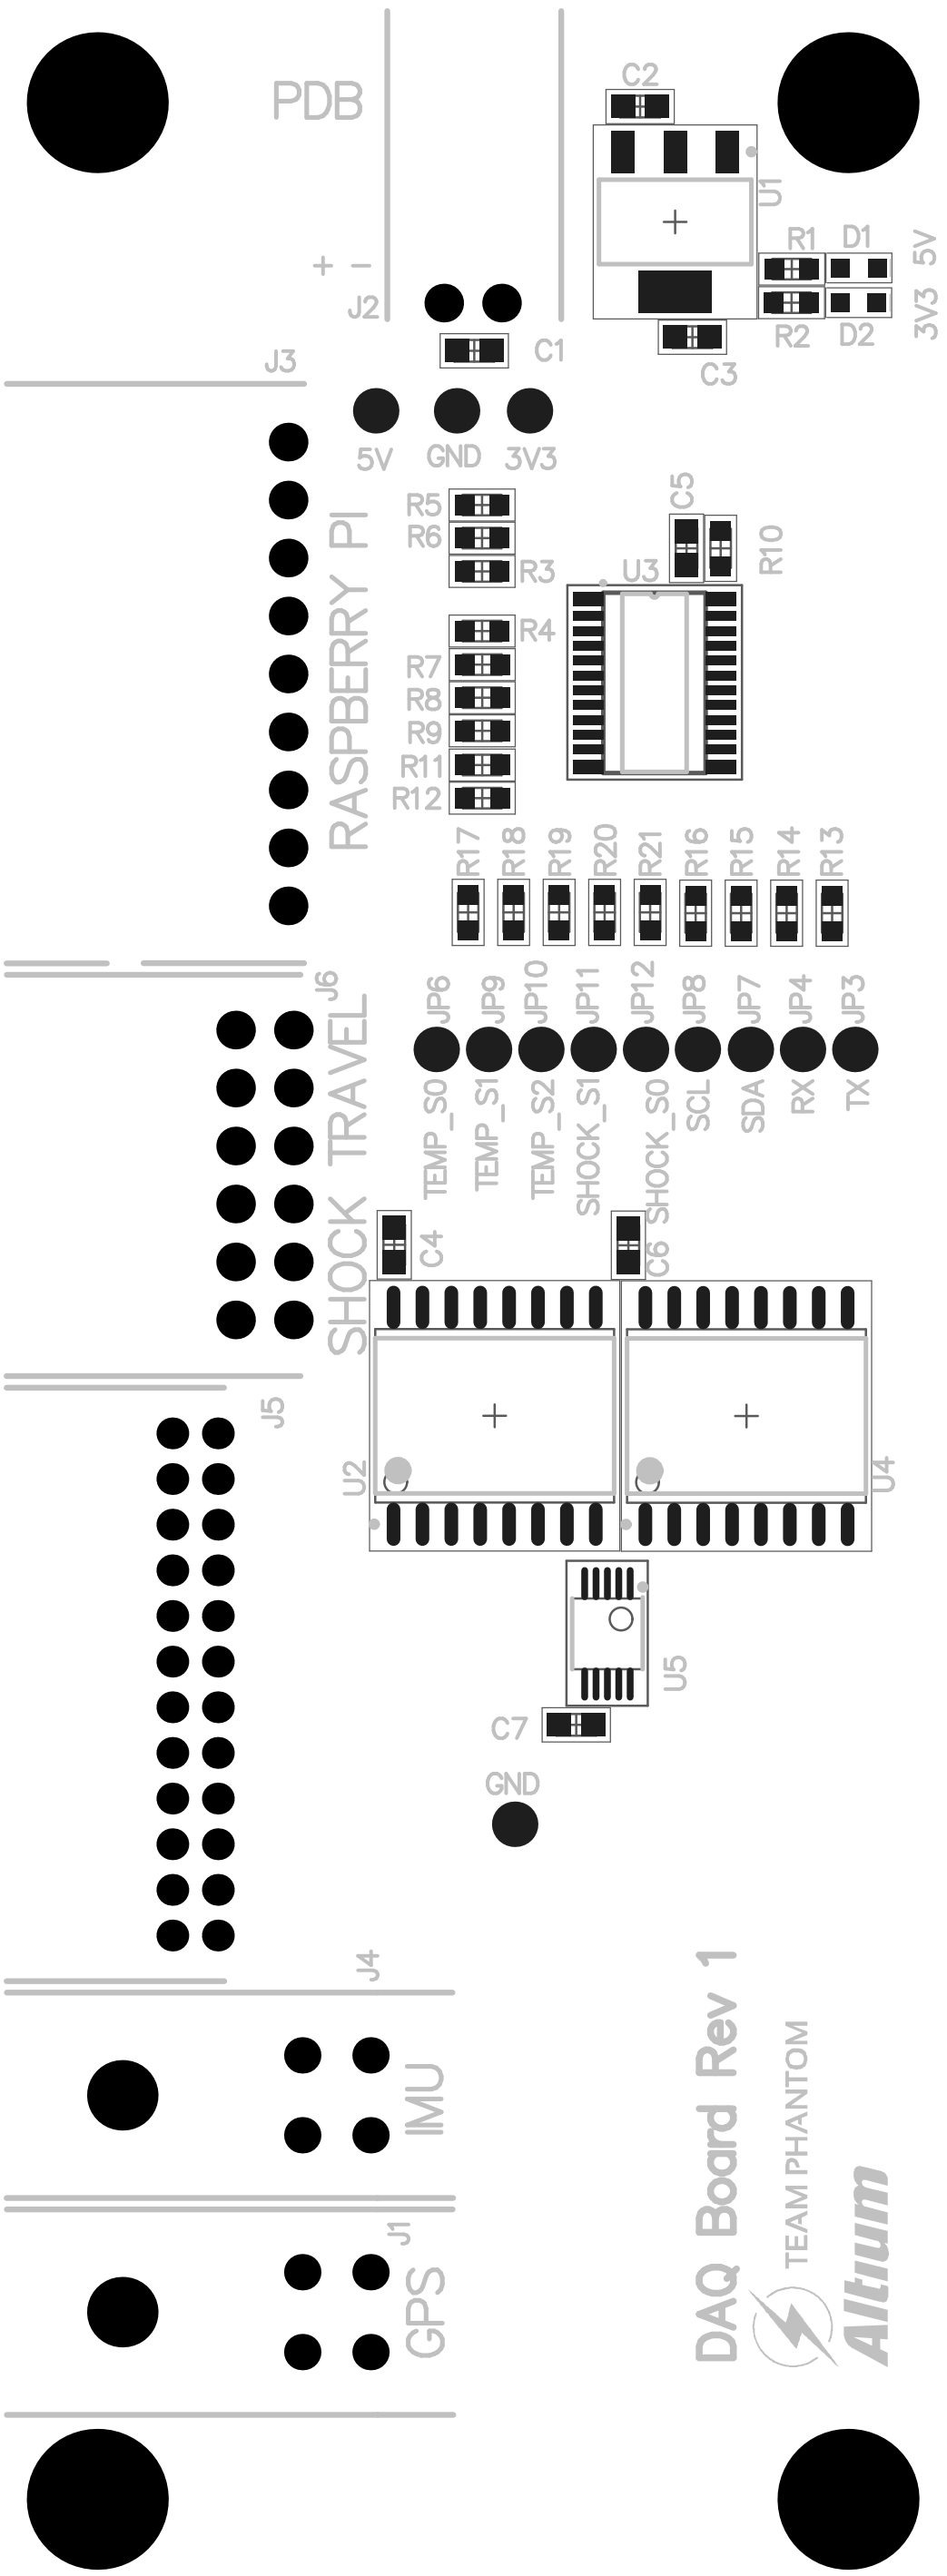 C2
PDB
U1
R1 D1 5V
+ -
J2
R2 D2 3V3
C1
J3
C3
5V GND 3V3
C5
R5
R6
R10
U3
R3
RASPBERRY PI
R4
R7
R8
R9
R11
R12
R17 R18 R19 R20 R21 R16 R15 R14 R13
J6
JP6 JP9 JP10 JP11 JP12 JP8 JP7 JP4 JP3
SHOCK TRAVEL
TEMP_S0 TEMP_S1 TEMP_S2 SHOCK_S1 SHOCK_S0 SCL SDA RX TX
C4
C6
J5
U2
U4
U5
C7
GND
J4
IMU
DAQ Board Rev 1
TEAM PHANTOM
Altium
J1
GPS